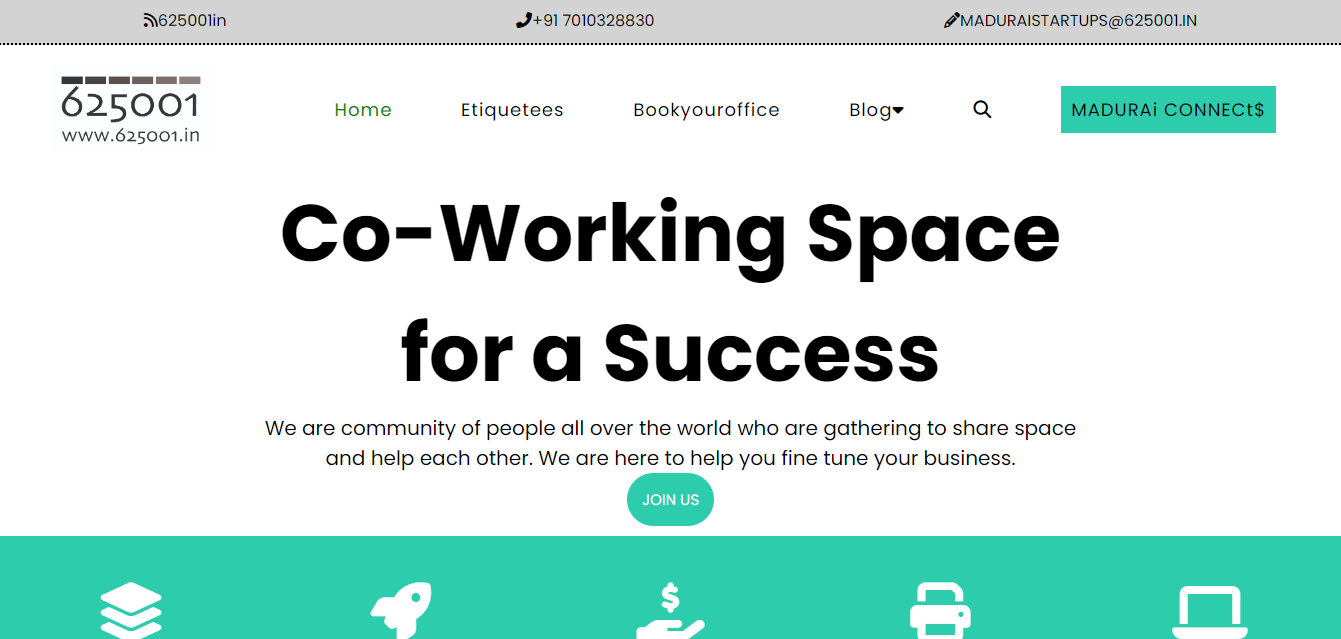 625001in
+91 7010328830
MADURAISTARTUPS@625001.IN
625001
www.625001.in
Home
Etiquetees
Bookyouroffice
Blog
MADURAi CONNECt$
Co-Working Space
for a Success
We are community of people all over the world who are gathering to share space
and help each other. We are here to help you fine tune your business.
JOIN US